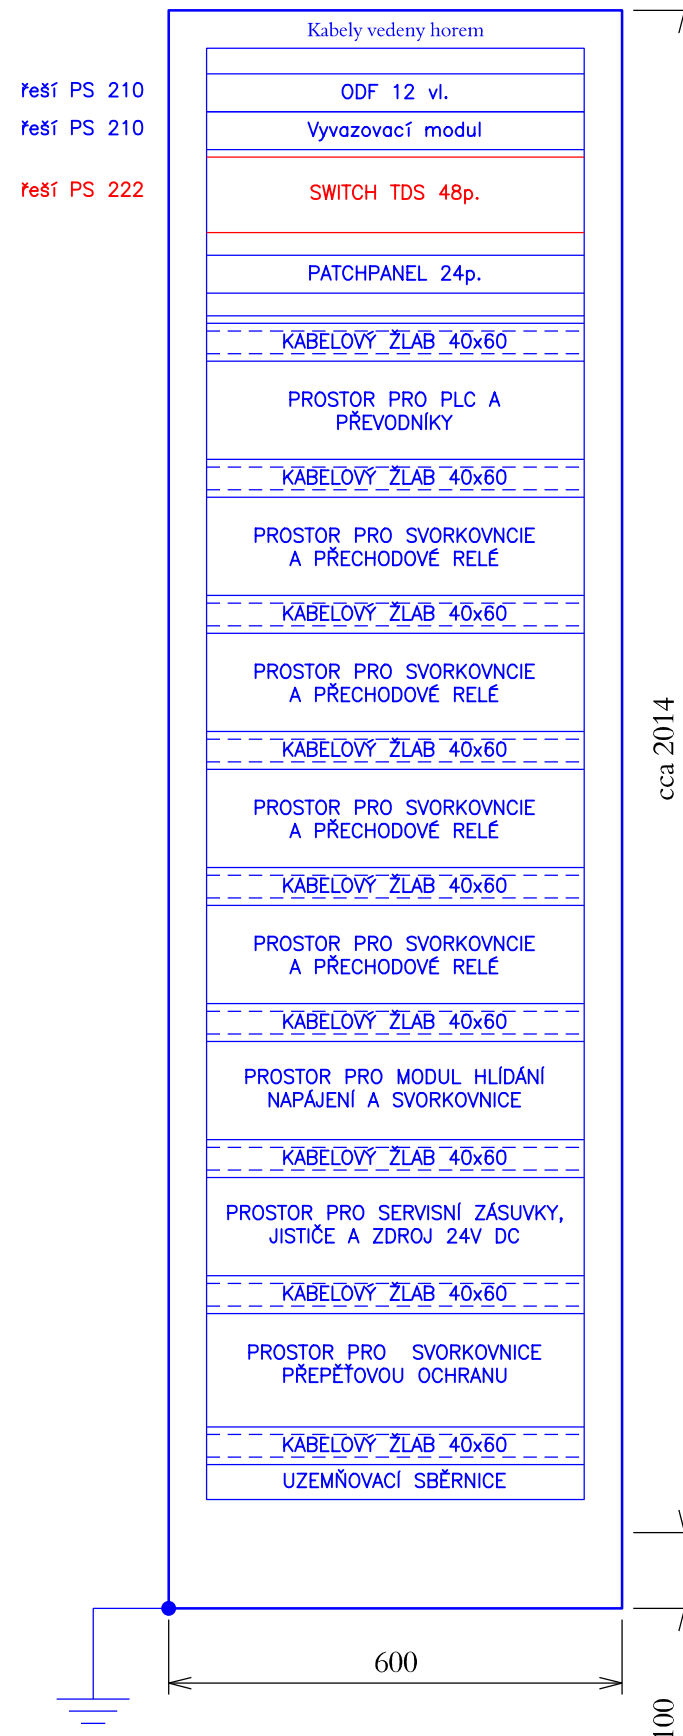 Kabely vedeny horem
řeší PS 210
ODF 12 vl.
řeší PS 210
Vyvazovací modul
řeší PS 222
SWITCH TDS 48p.
PATCHPANEL 24p.
KABELOVÝ ŽLAB 40x60
PROSTOR PRO PLC A
PŘEVODNÍKY
KABELOVÝ ŽLAB 40x60
PROSTOR PRO SVORKOVNCIE
A PŘECHODOVÉ RELÉ
KABELOVÝ ŽLAB 40x60
PROSTOR PRO SVORKOVNCIE
A PŘECHODOVÉ RELÉ
KABELOVÝ ŽLAB 40x60
PROSTOR PRO SVORKOVNCIE
A PŘECHODOVÉ RELÉ
KABELOVÝ ŽLAB 40x60
PROSTOR PRO SVORKOVNCIE
A PŘECHODOVÉ RELÉ
KABELOVÝ ŽLAB 40x60
PROSTOR PRO MODUL HLÍDÁNÍ
NAPÁJENÍ A SVORKOVNICE
KABELOVÝ ŽLAB 40x60
PROSTOR PRO SERVISNÍ ZÁSUVKY,
JISTIČE A ZDROJ 24V DC
KABELOVÝ ŽLAB 40x60
PROSTOR PRO SVORKOVNICE
PŘEPĚŤOVOU OCHRANU
KABELOVÝ ŽLAB 40x60
UZEMŇOVACÍ SBĚRNICE
cca 2014
600
100